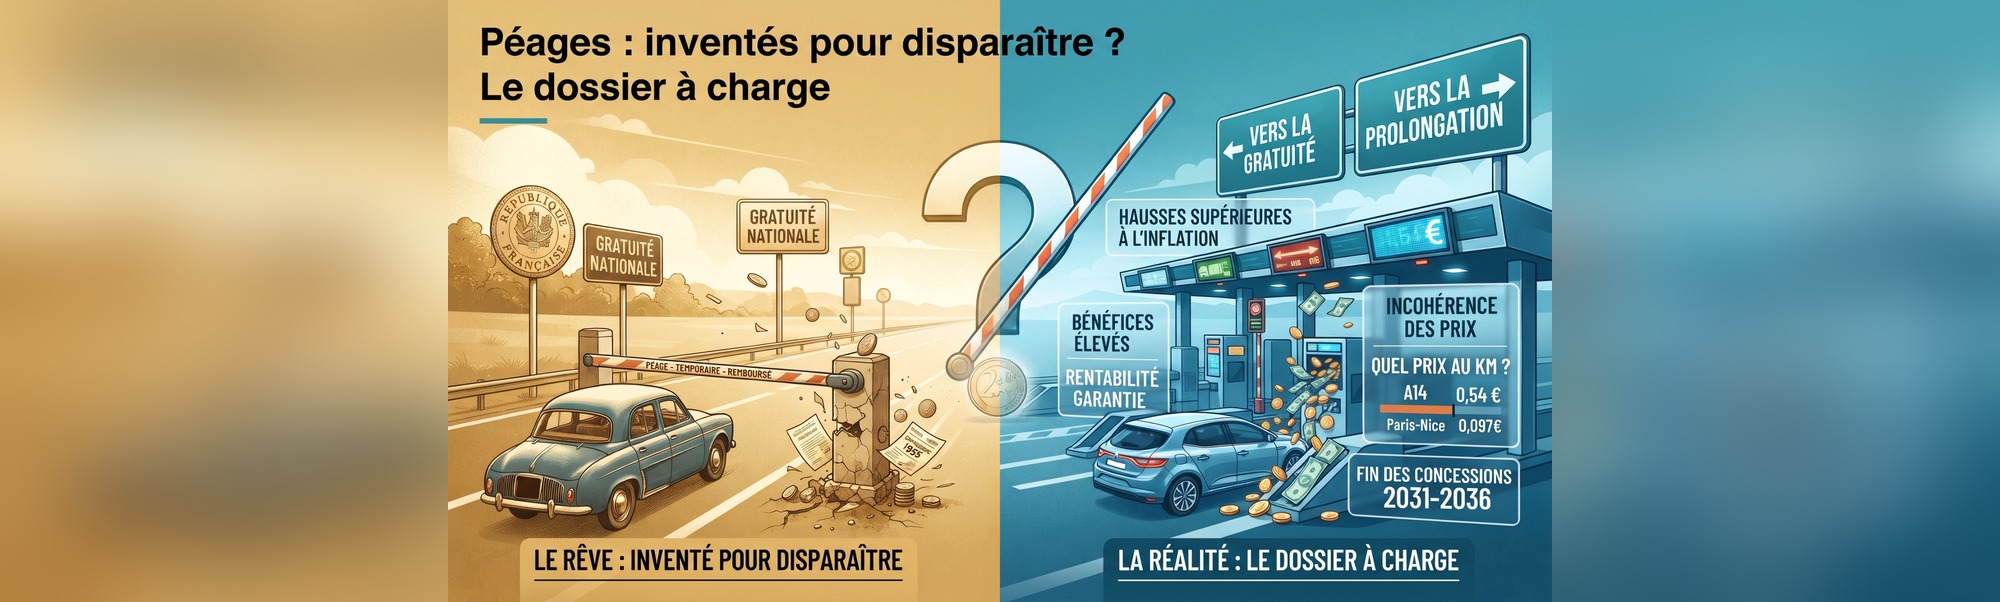 Péages : inventés pour disparaître ?
Le dossier à charge
RÉPUBLIQUE
FRANÇAISE
GRATUITÉ
NATIONALE
GRATUITÉ
NATIONALE
PEAGE - TEMPORAIRE - REMBOURSÉ
1955
LE RÊVE : INVENTÉ POUR DISPARAÎTRE
VERS LA
GRATUITÉ
VERS LA
PROLONGATION
HAUSSES SUPÉRIEURES
À L'INFLATION
€
BÉNÉFICES
ÉLEVÉS
RENTABILITÉ
GARANTIE
2
INCOHÉRENCE
DES PRIX
QUEL PRIX AU KM ?
A14 0,54 €
Paris-Nice 0,097€
FIN DES CONCESSIONS
2031-2036
LA RÉALITÉ : LE DOSSIER À CHARGE